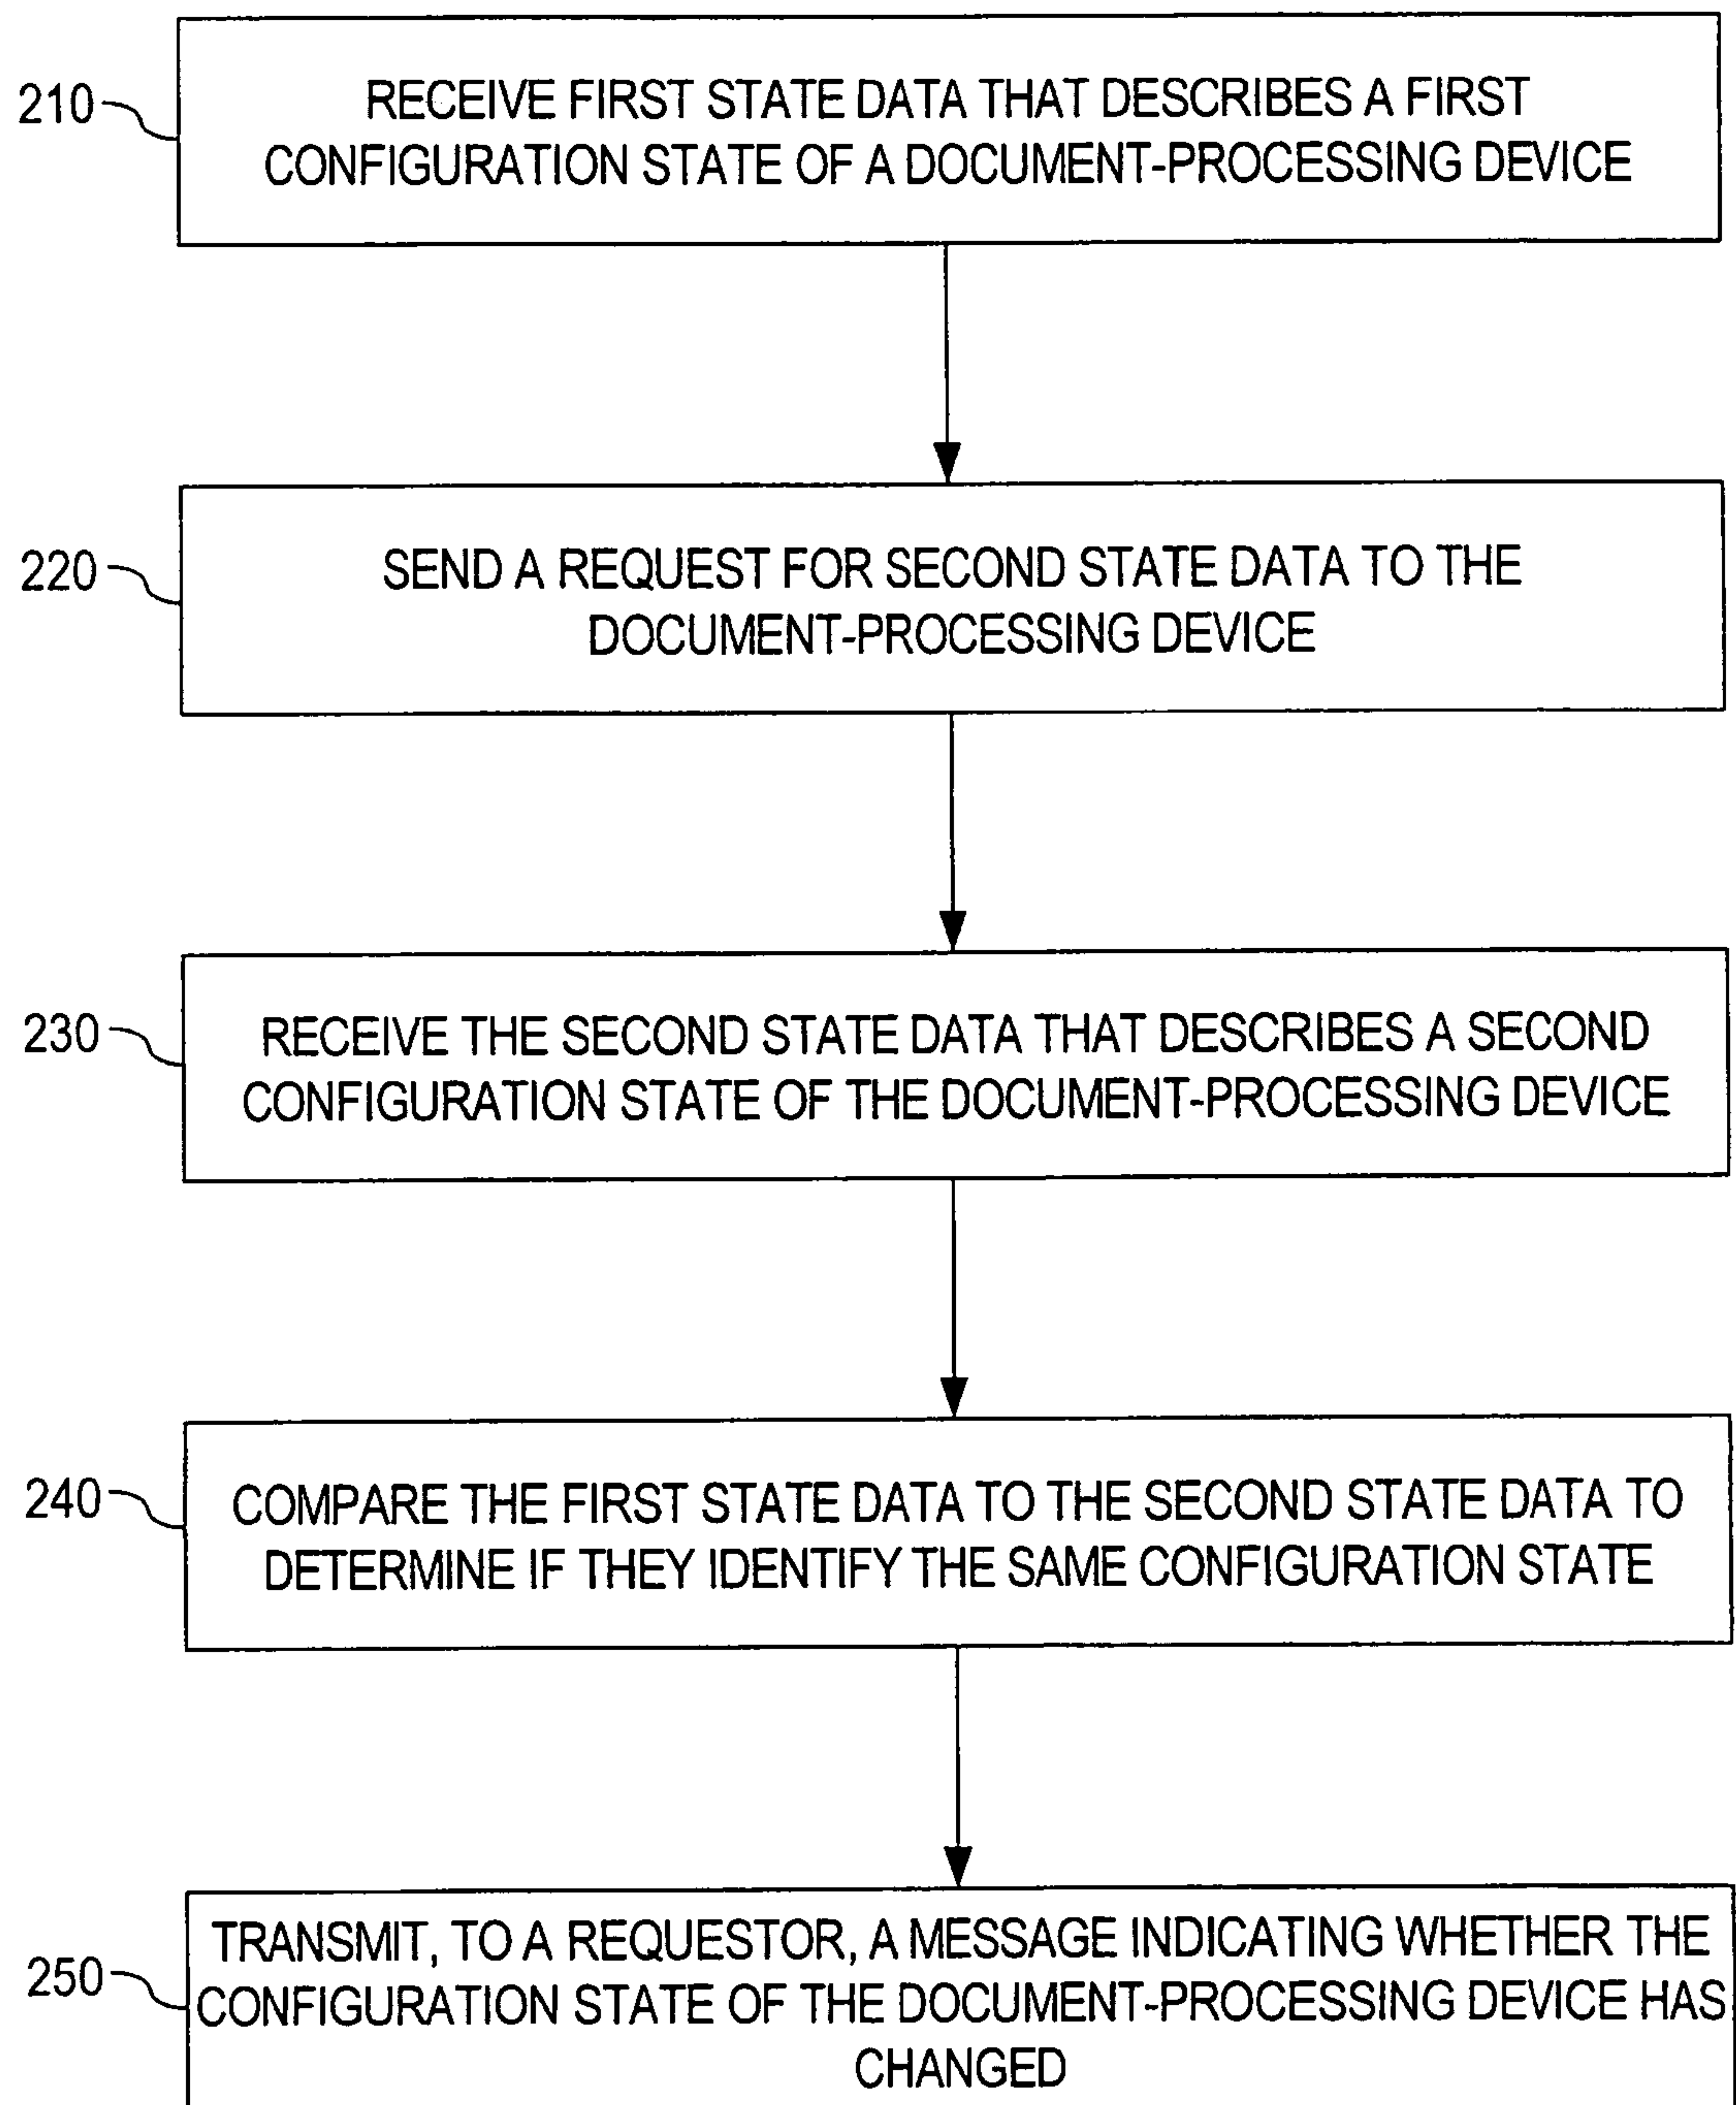 210
RECEIVE FIRST STATE DATA THAT DESCRIBES A FIRST
CONFIGURATION STATE OF A DOCUMENT-PROCESSING DEVICE
220
SEND A REQUEST FOR SECOND STATE DATA TO THE
DOCUMENT-PROCESSING DEVICE
230
RECEIVE THE SECOND STATE DATA THAT DESCRIBES A SECOND
CONFIGURATION STATE OF THE DOCUMENT-PROCESSING DEVICE
240
COMPARE THE FIRST STATE DATA TO THE SECOND STATE DATA TO
DETERMINE IF THEY IDENTIFY THE SAME CONFIGURATION STATE
250
TRANSMIT, TO A REQUESTOR, A MESSAGE INDICATING WHETHER THE
CONFIGURATION STATE OF THE DOCUMENT-PROCESSING DEVICE HAS
CHANGED